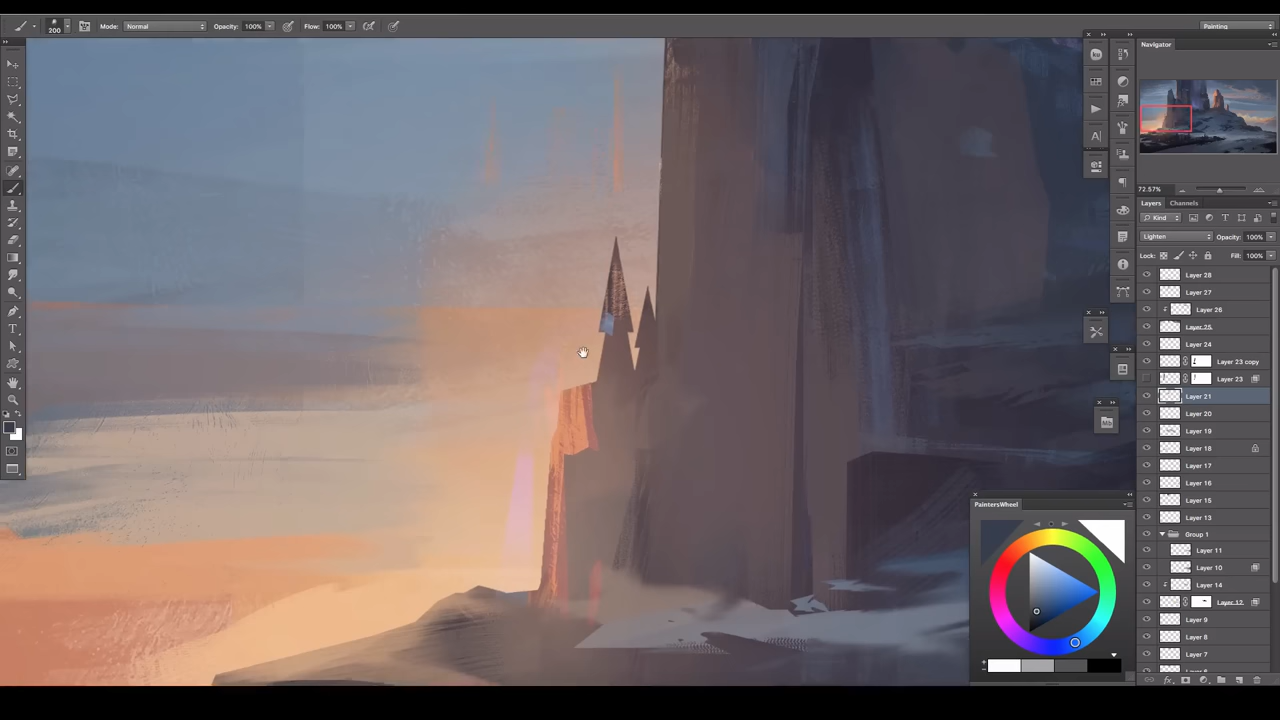 200
Mode: Normal
Opacity: 100%
Flow: 100%
Painting
Navigator
72.57%
Layers Channels
Kind
Lighten Opacity: 100%
Lock: Fill: 100%
Layer 28
Layer 27
Layer 26
Layer 25
Layer 24
Layer 23 copy
Layer 23
Layer 21
Layer 20
Layer 19
Layer 18
Layer 17
Layer 16
Layer 15
Layer 13
Group 1
Layer 11
Layer 10
Layer 14
Layer 12
Layer 9
Layer 8
Layer 7
PaintersWheel
Mb